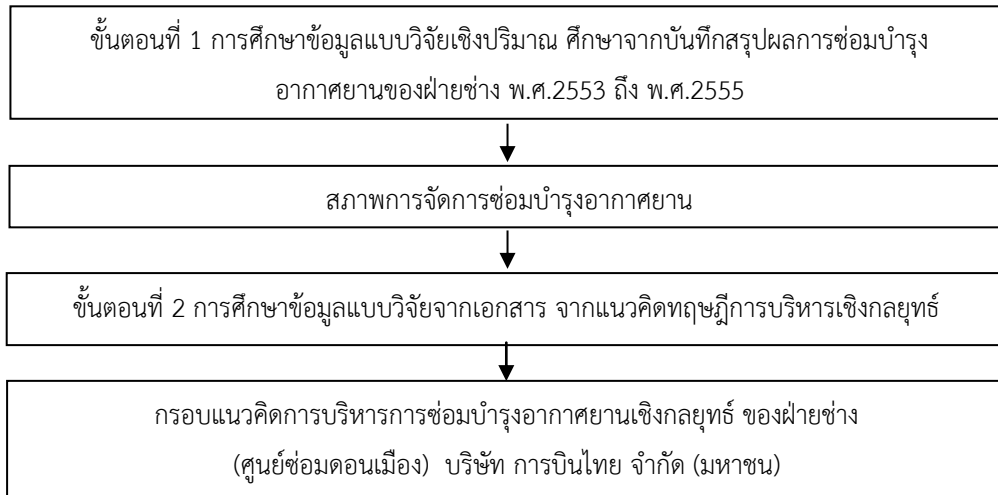 ขั้นตอนที่ 1 การศึกษาข้อมูลแบบวิจัยเชิงปริมาณ ศึกษาจากบันทึกสรุปผลการซ่อมบำรุง
อากาศยานของฝ่ายช่าง พ.ศ.2553 ถึง พ.ศ.2555
สภาพการจัดการซ่อมบำรุงอากาศยาน
ขั้นตอนที่ 2 การศึกษาข้อมูลแบบวิจัยจากเอกสาร จากแนวคิดทฤษฎีการบริหารเชิงกลยุทธ์
กรอบแนวคิดการบริหารการซ่อมบำรุงอากาศยานเชิงกลยุทธ์ ของฝ่ายช่าง
(ศูนย์ซ่อมดอนเมือง) บริษัท การบินไทย จำกัด (มหาชน)